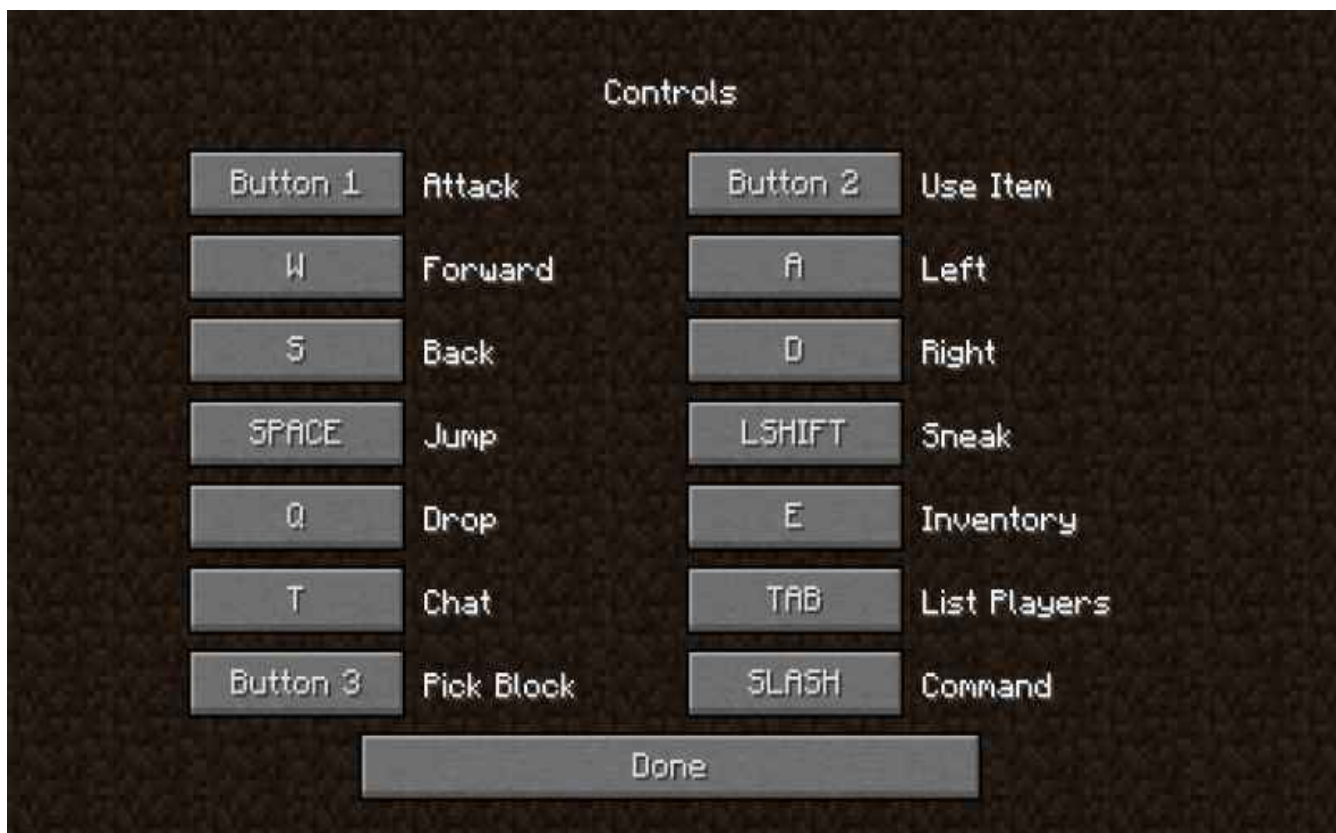 Controls
Button 1 Attack Button 2 Use Item
W Forward A Left
S Back D Right
SPACE Jump LSHIFT Sneak
Q Drop E Inventory
T Chat TAB List Players
Button 3 Pick Block SLASH Command
Done